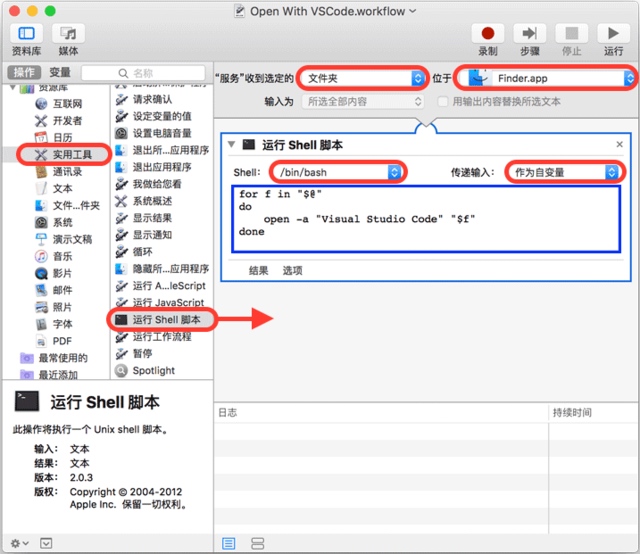 Open With VSCode.workflow
资料库
媒体
录制
步骤
停止
运行
操作
变量
名称
“服务”收到选定的
文件夹
位于
Finder.app
输入为
所选全部内容
用输出内容替换所选文本
资源库
互联网
开发者
日历
实用工具
通讯录
文本
文件...件夹
系统
演示文稿
音乐
影片
邮件
照片
字体
PDF
最常使用的
最近添加
请求确认
设定变量的值
设置电脑音量
退出所...应用程序
退出应用程序
我做给您看
系统概述
显示结果
显示通知
循环
隐藏所...应用程序
运行 A...leScript
运行 JavaScript
运行 Shell 脚本
运行工作流程
暂停
Spotlight
运行 Shell 脚本
Shell:
/bin/bash
传递输入:
作为自变量
for f in "$@"
do
open -a "Visual Studio Code" "$f"
done
结果
选项
运行 Shell 脚本
此操作将执行一个 Unix shell 脚本。
输入: 文本
结果: 文本
版本: 2.0.3
版权: Copyright © 2004-2012
Apple Inc. 保留一切权利。
日志
持续时间